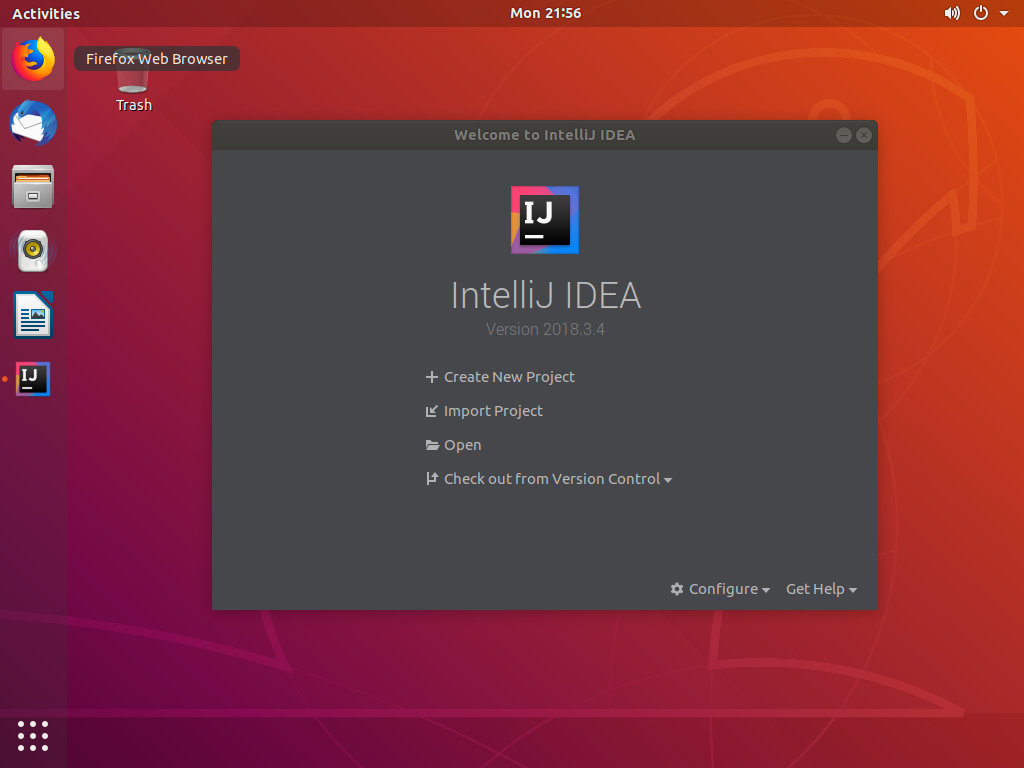 Activities
Mon 21:56
Firefox Web Browser
Trash
Welcome to IntelliJ IDEA
IJ
IntelliJ IDEA
Version 2018.3.4
Create New Project
Import Project
Open
Check out from Version Control
Configure
Get Help
IJ